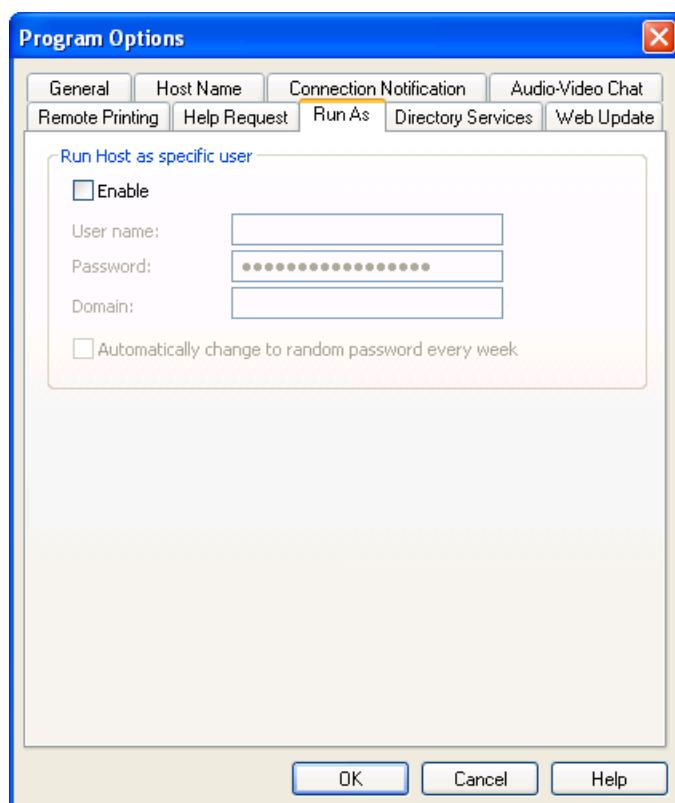 Program Options
General Host Name Connection Notification Audio-Video Chat
Remote Printing Help Request Run As Directory Services Web Update
Run Host as specific user
Enable
User name:
Password: ●●●●●●●●●●●●●●●●●
Domain:
Automatically change to random password every week
OK Cancel Help